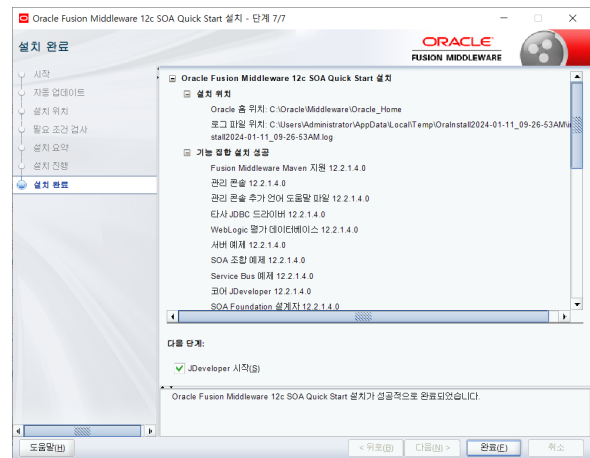 Oracle Fusion Middleware 12c SOA Quick Start 설치 - 단계 7/7
설치 완료
ORACLE
FUSION MIDDLEWARE
시작
자동 업데이트
설치 위치
필요 조건 검사
설치 요약
설치 진행
설치 완료
Oracle Fusion Middleware 12c SOA Quick Start 설치
설치 위치
Oracle 홈 위치: C:\Oracle\Middleware\Oracle_Home
로그 파일 위치: C:\Users\Administrator\AppData\Local\Temp\OraInstall2024-01-11_09-26-53AM\in
stall2024-01-11_09-26-53AM.log
기능 집합 설치 성공
Fusion Middleware Maven 지원 12.2.1.4.0
관리 콘솔 12.2.1.4.0
관리 콘솔 추가 언어 도움말 파일 12.2.1.4.0
타사 JDBC 드라이버 12.2.1.4.0
WebLogic 평가 데이터베이스 12.2.1.4.0
서버 예제 12.2.1.4.0
SOA 조합 예제 12.2.1.4.0
Service Bus 예제 12.2.1.4.0
코어 JDeveloper 12.2.1.4.0
SOA Foundation 설계자 12.2.1.4.0
다음 단계:
JDeveloper 시작(S)
Oracle Fusion Middleware 12c SOA Quick Start 설치가 성공적으로 완료되었습니다.
도움말(H)
< 뒤로(B)
다음(N) >
완료(F)
취소